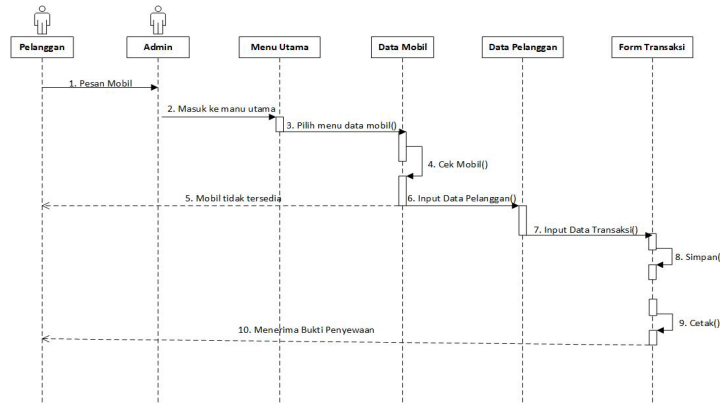 Pelanggan
Admin
Menu Utama
Data Mobil
Data Pelanggan
Form Transaksi
1. Pesan Mobil
2. Masuk ke manu utama
3. Pilih menu data mobil()
4. Cek Mobil()
5. Mobil tidak tersedia
6. Input Data Pelanggan()
7. Input Data Transaksi()
8. Simpan(
9. Cetak()
10. Menerima Bukti Penyewaan